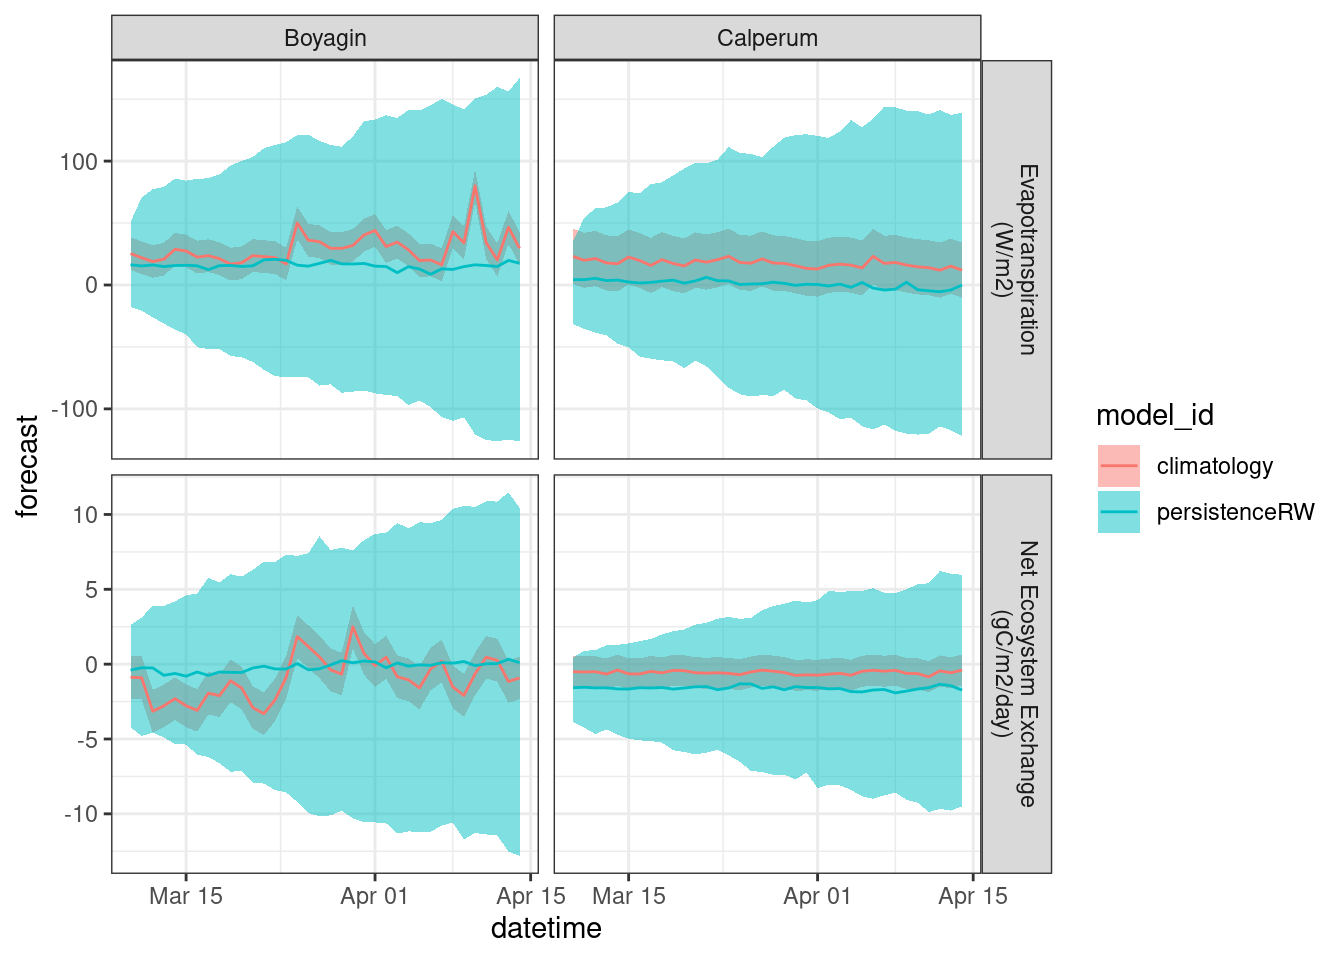 Boyagin
Calperum
100
0
-100
Evapotranspiration
(W/m2)
forecast
10
5
0
-5
-10
Net Ecosystem Exchange
(gC/m2/day)
Mar 15
Apr 01
Apr 15
Mar 15
Apr 01
Apr 15
datetime
model_id
climatology
persistenceRW